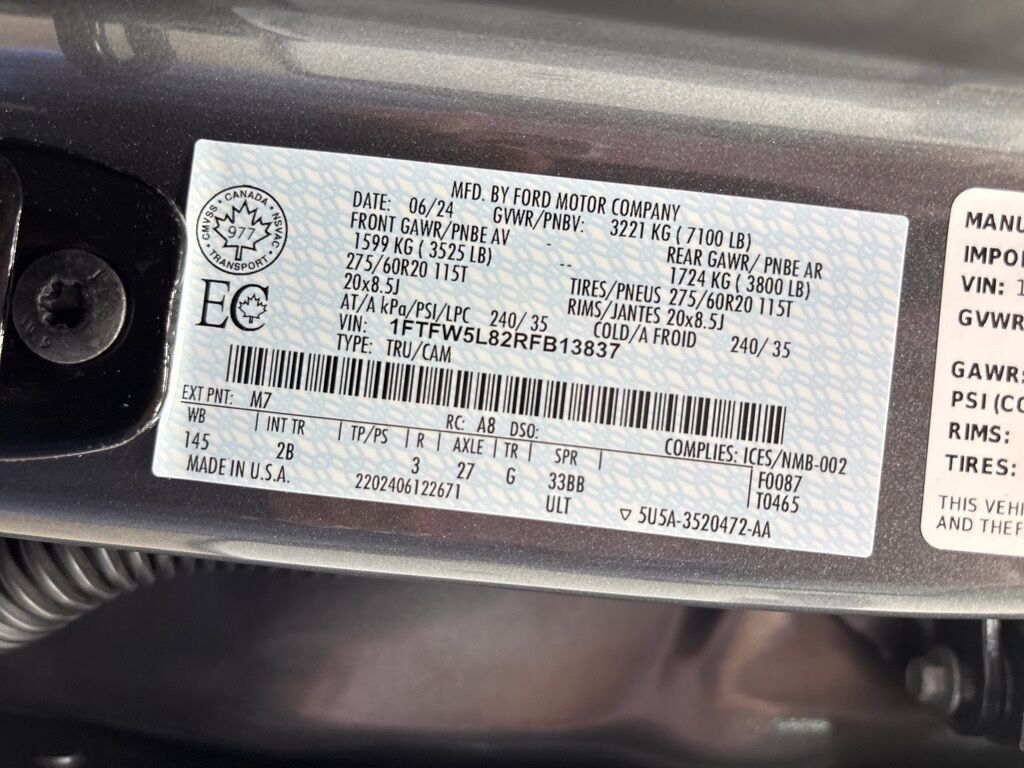 MFD. BY FORD MOTOR COMPANY
DATE: 06/24 GVWR/PNBV: 3221 KG ( 7100 LB)
FRONT GAWR/PNBE AV - REAR GAWR/ PNBE AR
1599 KG ( 3525 LB) -- 1724 KG ( 3800 LB)
275/60R20 115T TIRES/PNEUS 275/60R20 115T
20x8.5J RIMS/JANTES 20x8.5J
AT/A kPa/PSI/LPC 240/ 35 COLD/A FROID 240/ 35
VIN: 1FTFW5L82RFB13837
TYPE: TRU/CAM
CMVSS · CANADA · NSVAC
977
TRANSPORT
EC
EXT PNT: M7 RC: A8 DSO: COMPLIES: ICES/NMB-002
WB INT TR TP/PS R AXLE TR SPR F0087
145 2B 3 27 G 33BB T0465
MADE IN U.S.A. 2202406122671 ULT ▽ 5U5A-3520472-AA
MANU
IMPO
VIN: 1
GVWR
GAWR:
PSI (CO
RIMS:
TIRES:
THIS VEHI
AND THEF